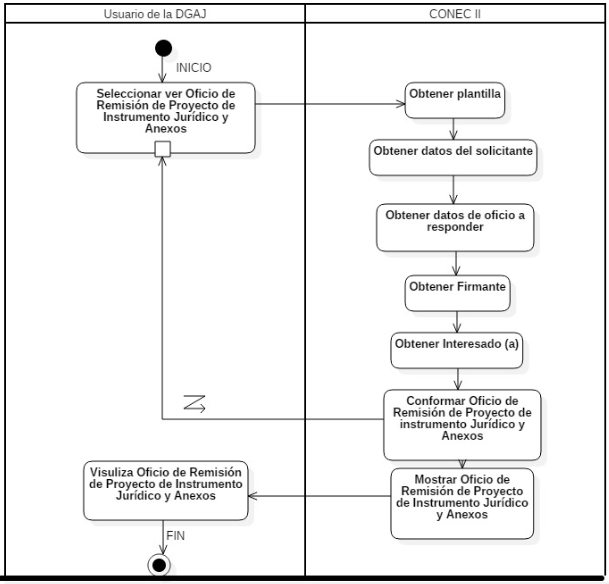 Usuario de la DGAJ
CONEC II
INICIO
Seleccionar ver Oficio de
Remisión de Proyecto de
Instrumento Jurídico y
Anexos
Obtener plantilla
Obtener datos del solicitante
Obtener datos de oficio a
responder
Obtener Firmante
Obtener Interesado (a)
Conformar Oficio de
Remisión de Proyecto de
instrumento Jurídico y
Anexos
Mostrar Oficio de
Remisión de Proyecto
de Instrumento Jurídico
y Anexos
Visuliza Oficio de Remisión
de Proyecto de Instrumento
Jurídico y Anexos
FIN